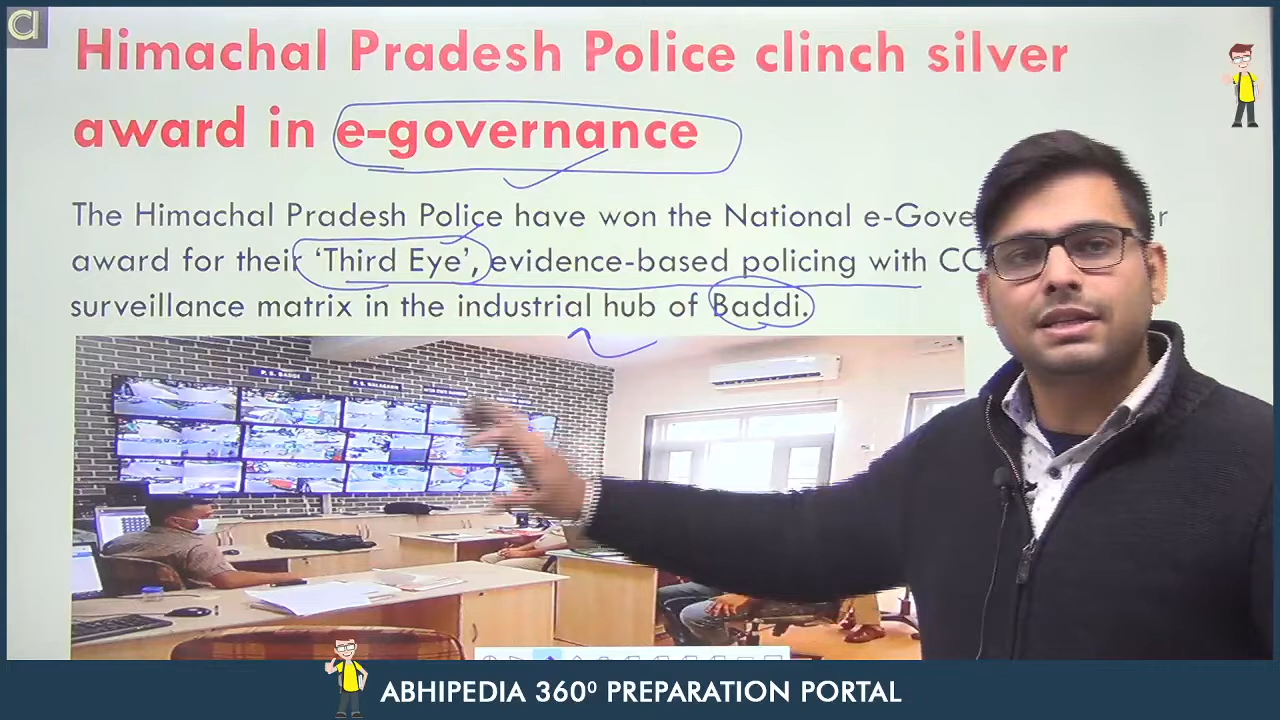 Himachal Pradesh Police clinch silver
award in e-governance
The Himachal Pradesh Police have won the National e-Gove
award for their ‘Third Eye’, evidence-based policing with CC
surveillance matrix in the industrial hub of Baddi.
P. S. BADDI
ABHIPEDIA 360⁰ PREPARATION PORTAL